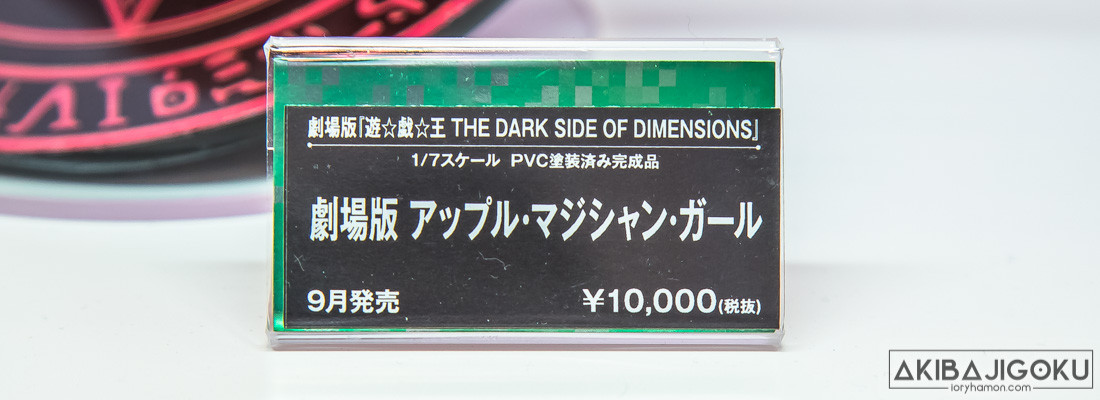 劇場版『遊☆戯☆王 THE DARK SIDE OF DIMENSIONS』
1/7スケール PVC塗装済み完成品
劇場版 アップル・マジシャン・ガール
9月発売 ¥10,000(税抜)
AKIBAJIGOKU
loryhamon.com